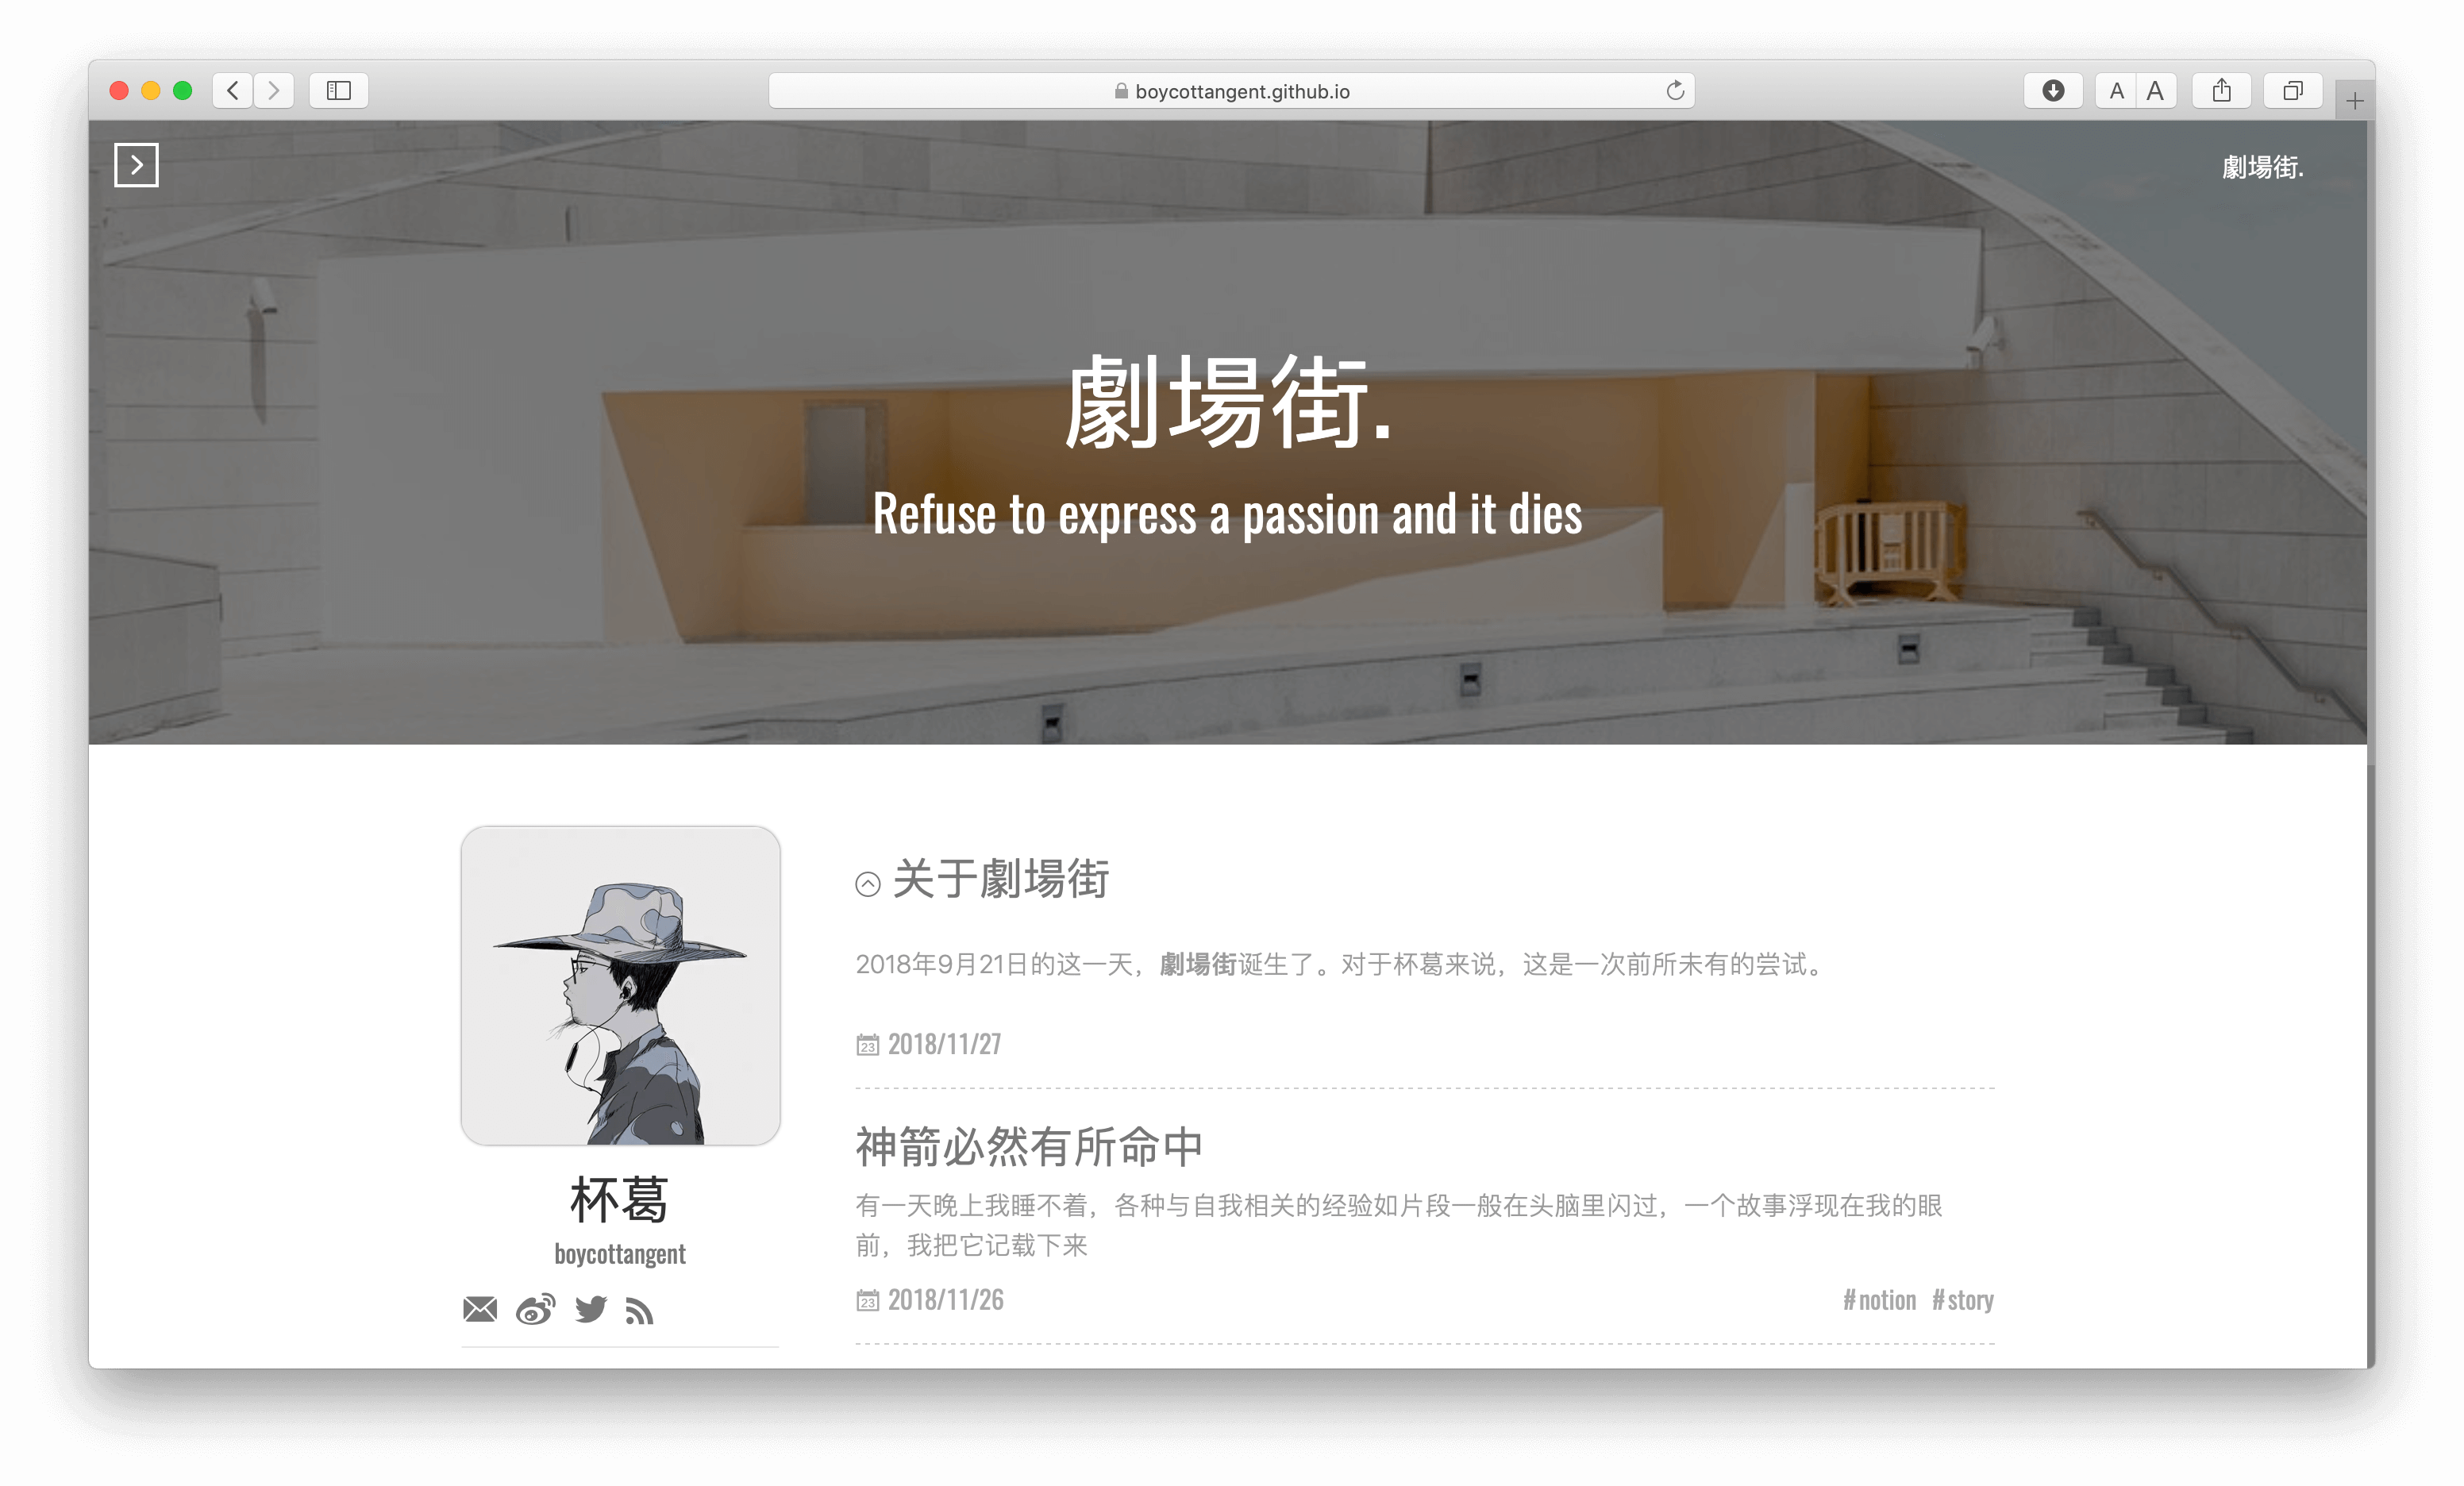 boycottangent.github.io
A A
劇場街.
劇場街.
Refuse to express a passion and it dies
关于劇場街
2018年9月21日的这一天，劇場街诞生了。对于杯葛来说，这是一次前所未有的尝试。
23 2018/11/27
神箭必然有所命中
有一天晚上我睡不着，各种与自我相关的经验如片段一般在头脑里闪过，一个故事浮现在我的眼
前，我把它记载下来
23 2018/11/26 #notion #story
杯葛
boycottangent